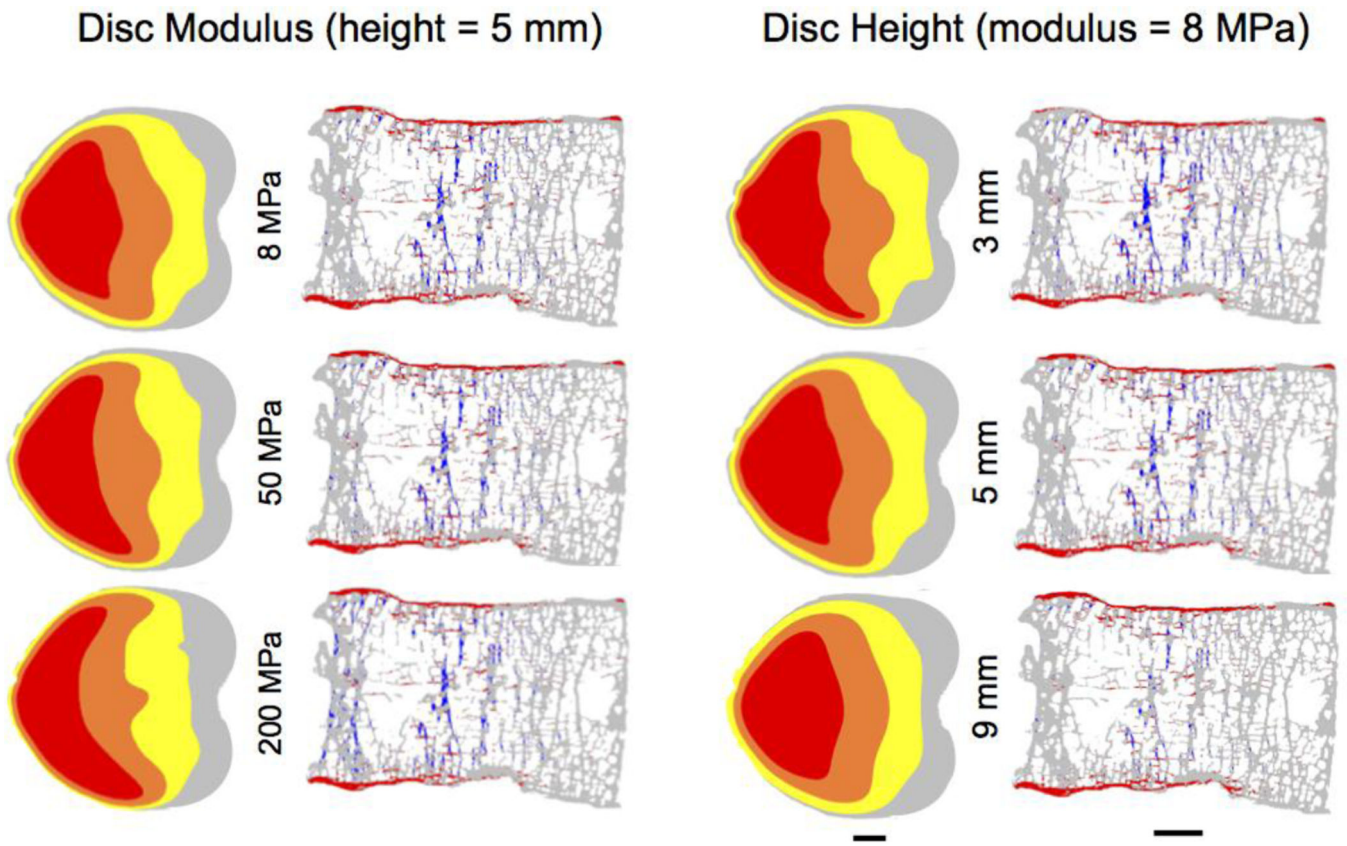 Disc Modulus (height = 5 mm)
8 MPa
50 MPa
200 MPa
Disc Height (modulus = 8 MPa)
3 mm
5 mm
9 mm